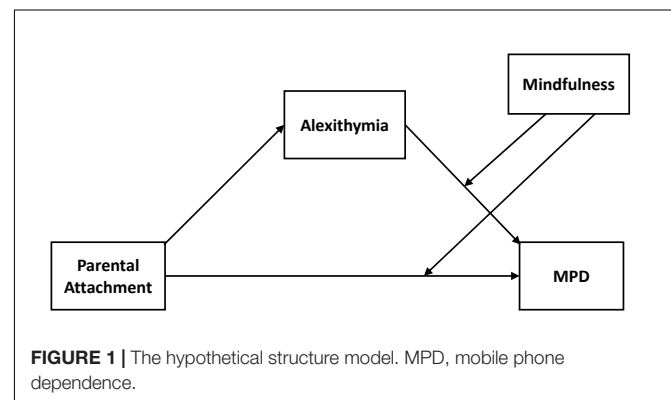 Mindfulness
Alexithymia
Parental
Attachment
MPD
FIGURE 1 | The hypothetical structure model. MPD, mobile phone
dependence.